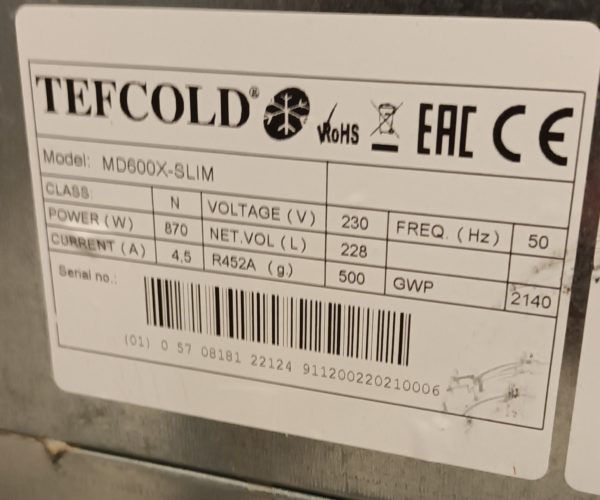 TEFCOLD® RoHS EAC CE
Model: MD600X-SLIM
CLASS: N VOLTAGE (V) 230 FREQ. (Hz) 50
POWER (W) 870 NET.VOL (L) 228
CURRENT (A) 4,5 R452A (g.) 500 GWP 2140
Serial no.:
(01) 0 57 08181 22124 911200220210006